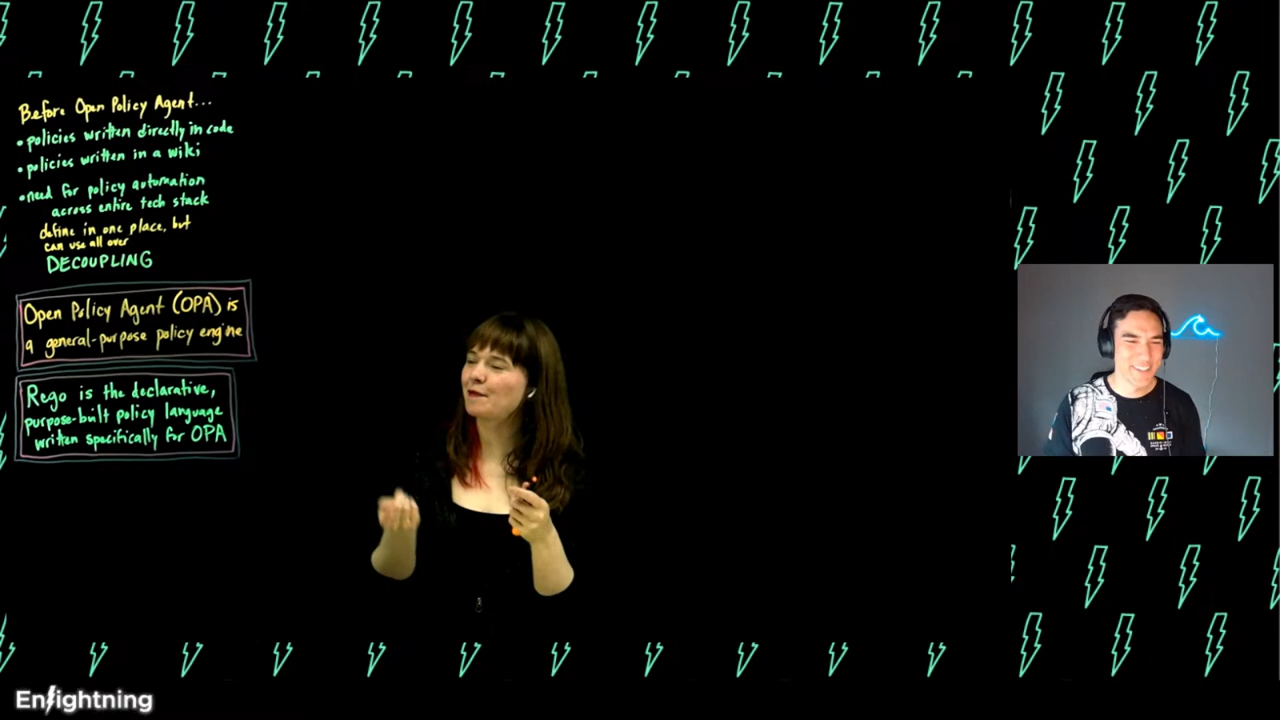 Before Open Policy Agent...
• policies written directly in code
• policies written in a wiki
• need for policy automation
across entire tech stack
define in one place, but
can use all over
DECOUPLING
Open Policy Agent (OPA) is
a general-purpose policy engine
Rego is the declarative,
purpose-built policy language
written specifically for OPA
Enlightning